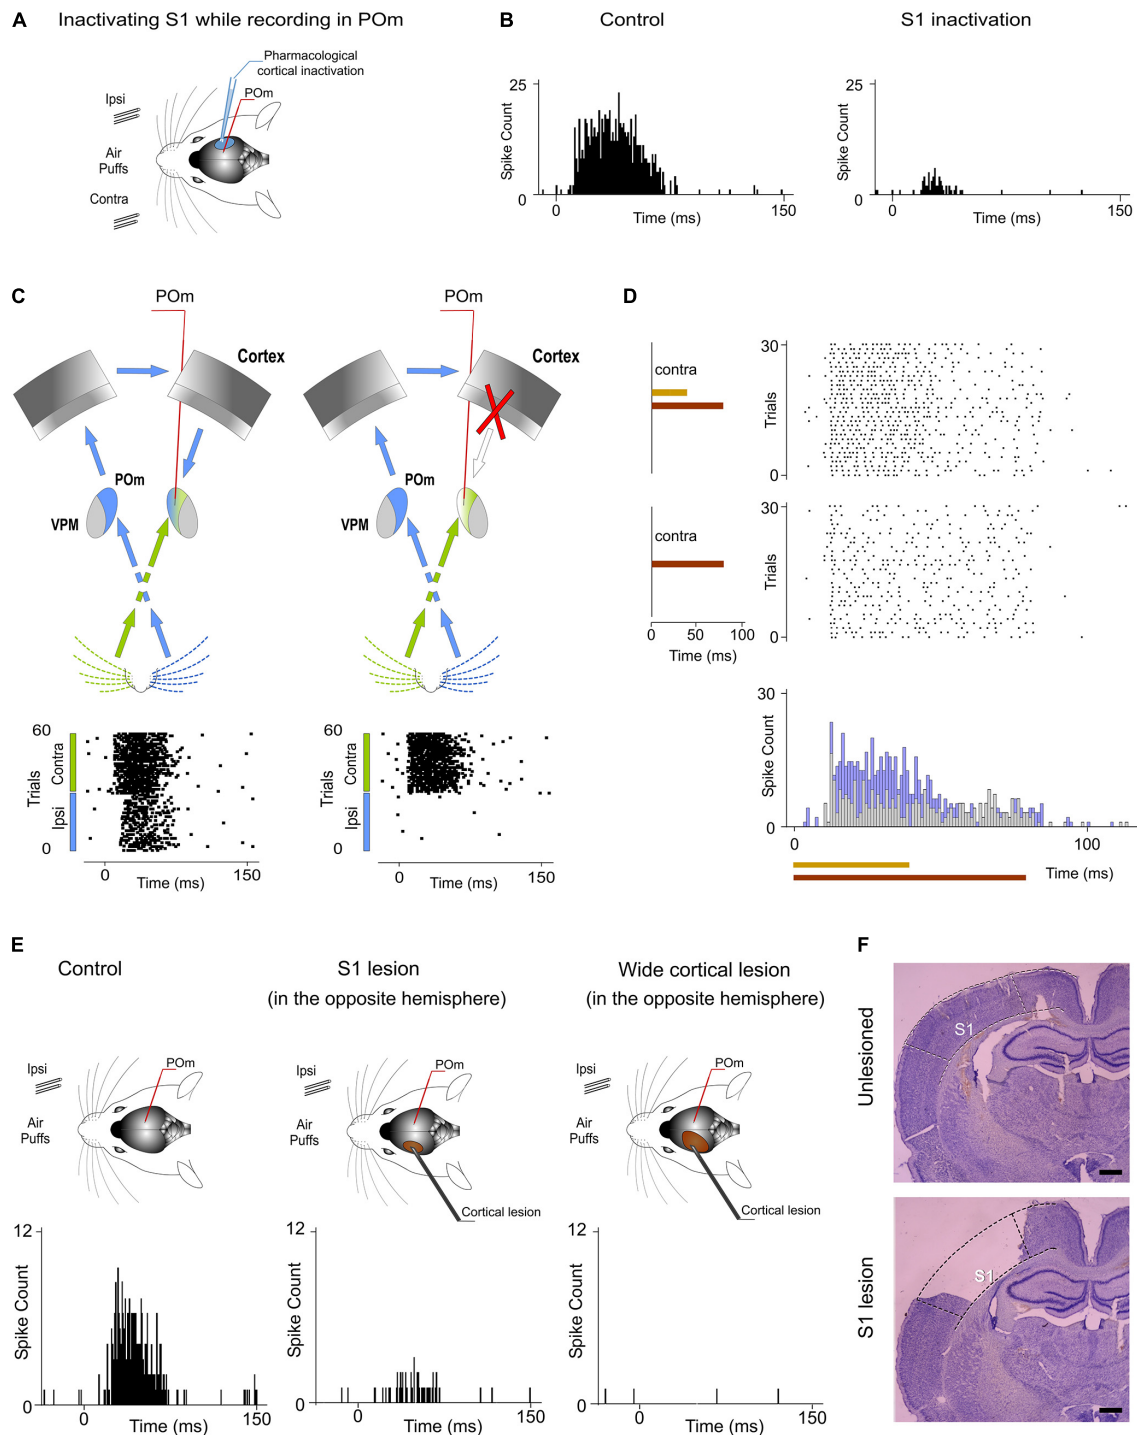 A Inactivating S1 while recording in POm
Pharmacological
cortical inactivation
POm
Ipsi
Air
Puffs
Contra
B Control S1 inactivation
25
Spike Count
0
0 150
Time (ms)
25
Spike Count
0
0 150
Time (ms)
C
POm
Cortex
POm
VPM
60
Contra
Trials
Ipsi
0
0 150
Time (ms)
POm
Cortex
POm
VPM
60
Contra
Trials
Ipsi
0
0 150
Time (ms)
D
contra
30
Trials
0
contra
0 50 100
Time (ms)
30
Trials
0
30
Spike Count
0
0 100
Time (ms)
E
Control
Ipsi
POm
Air
Puffs
12
Spike Count
0
0 150
Time (ms)
S1 lesion
(in the opposite hemisphere)
Ipsi
POm
Air
Puffs
Cortical lesion
12
Spike Count
0
0 150
Time (ms)
Wide cortical lesion
(in the opposite hemisphere)
Ipsi
POm
Air
Puffs
Cortical lesion
12
Spike Count
0
0 150
Time (ms)
F
Unlesioned
S1
S1 lesion
S1